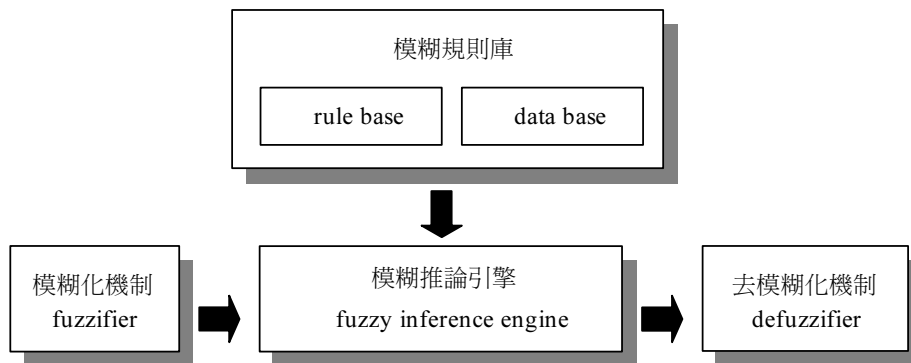 模糊規則庫
rule base
data base
模糊化機制
fuzzifier
模糊推論引擎
fuzzy inference engine
去模糊化機制
defuzzifier